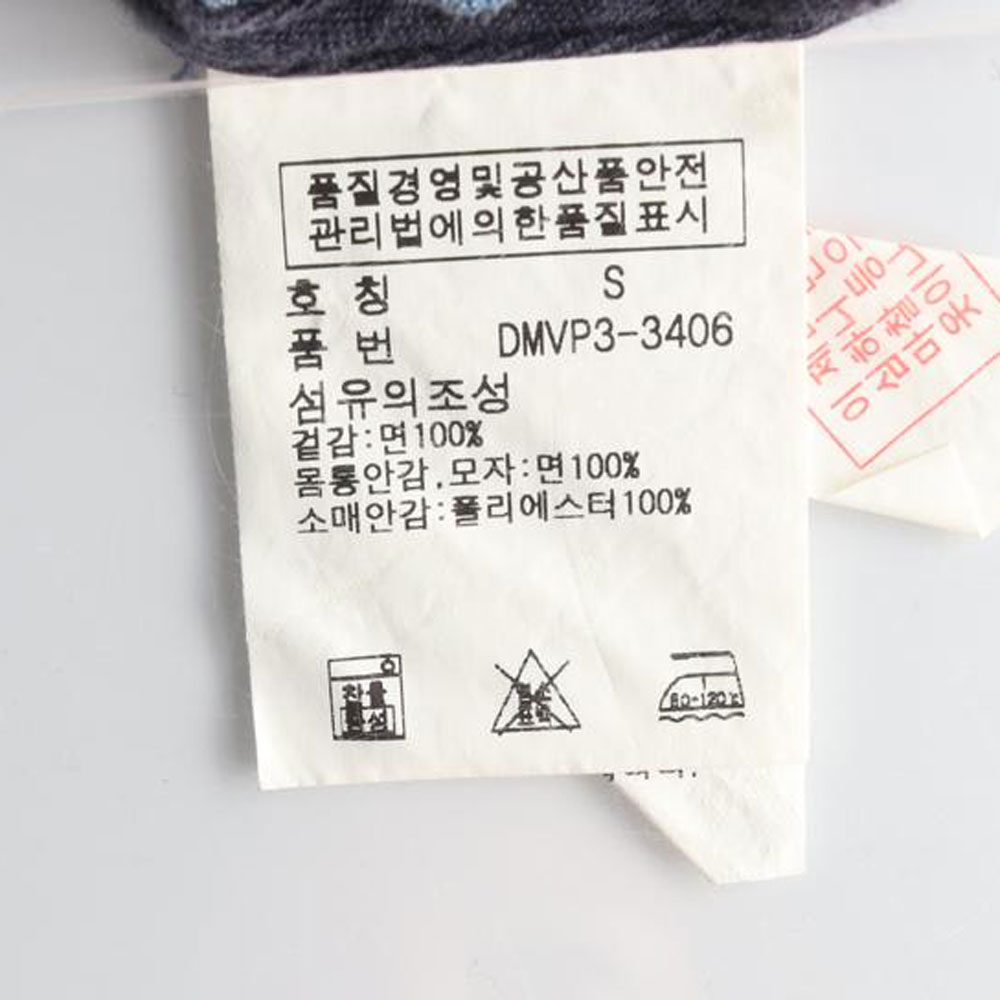 품질경영및공산품안전
관리법에의한품질표시
호 칭 S
품 번 DMVP3-3406
섬유의조성
겉감:면100%
몸통안감,모자:면100%
소매안감:폴리에스터100%
80-120℃